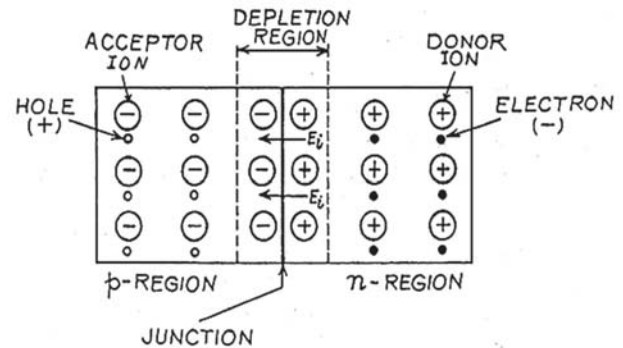 DEPLETION
REGION
ACCEPTOR
ION
DONOR
ION
HOLE
(+)
ELECTRON
(−)
− − − + + +
E𝑖
− − − + + +
E𝑖
− − − + + +
p-REGION
n-REGION
JUNCTION